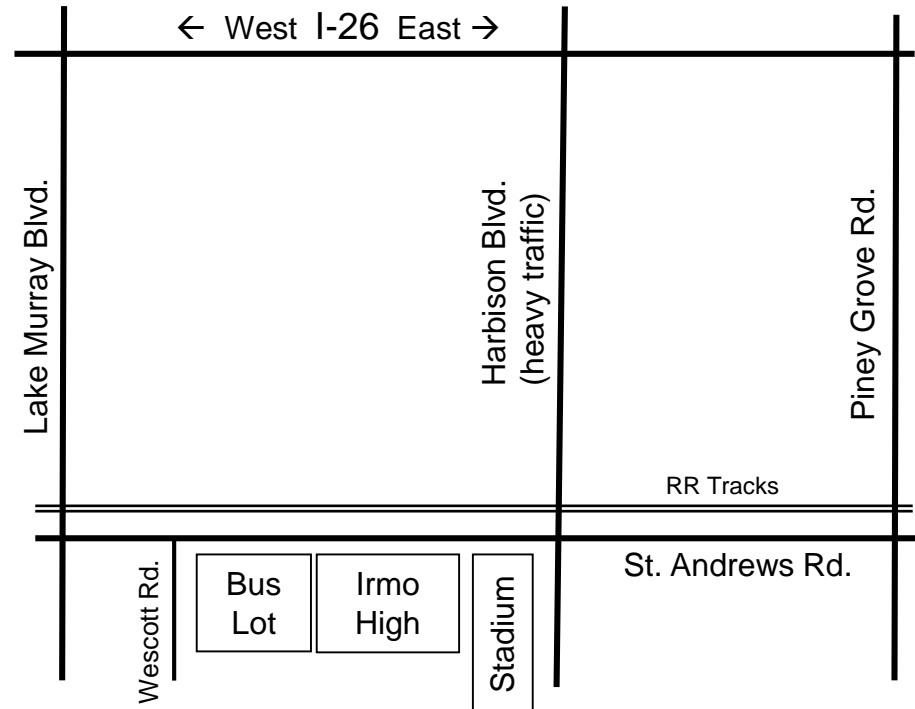 ← West I-26 East →
Lake Murray Blvd.
Harbison Blvd.
(heavy traffic)
Piney Grove Rd.
RR Tracks
St. Andrews Rd.
Wescott Rd.
Bus
Lot
Irmo
High
Stadium